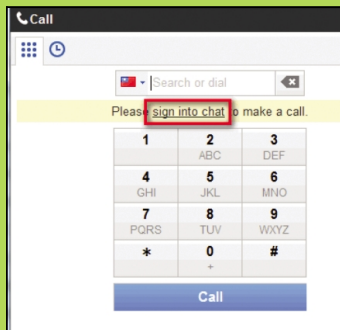 Call
Search or dial
Please sign into chat to make a call.
1 2 3
ABC DEF
4 5 6
GHI JKL MNO
7 8 9
PQRS TUV WXYZ
* 0 #
+
Call